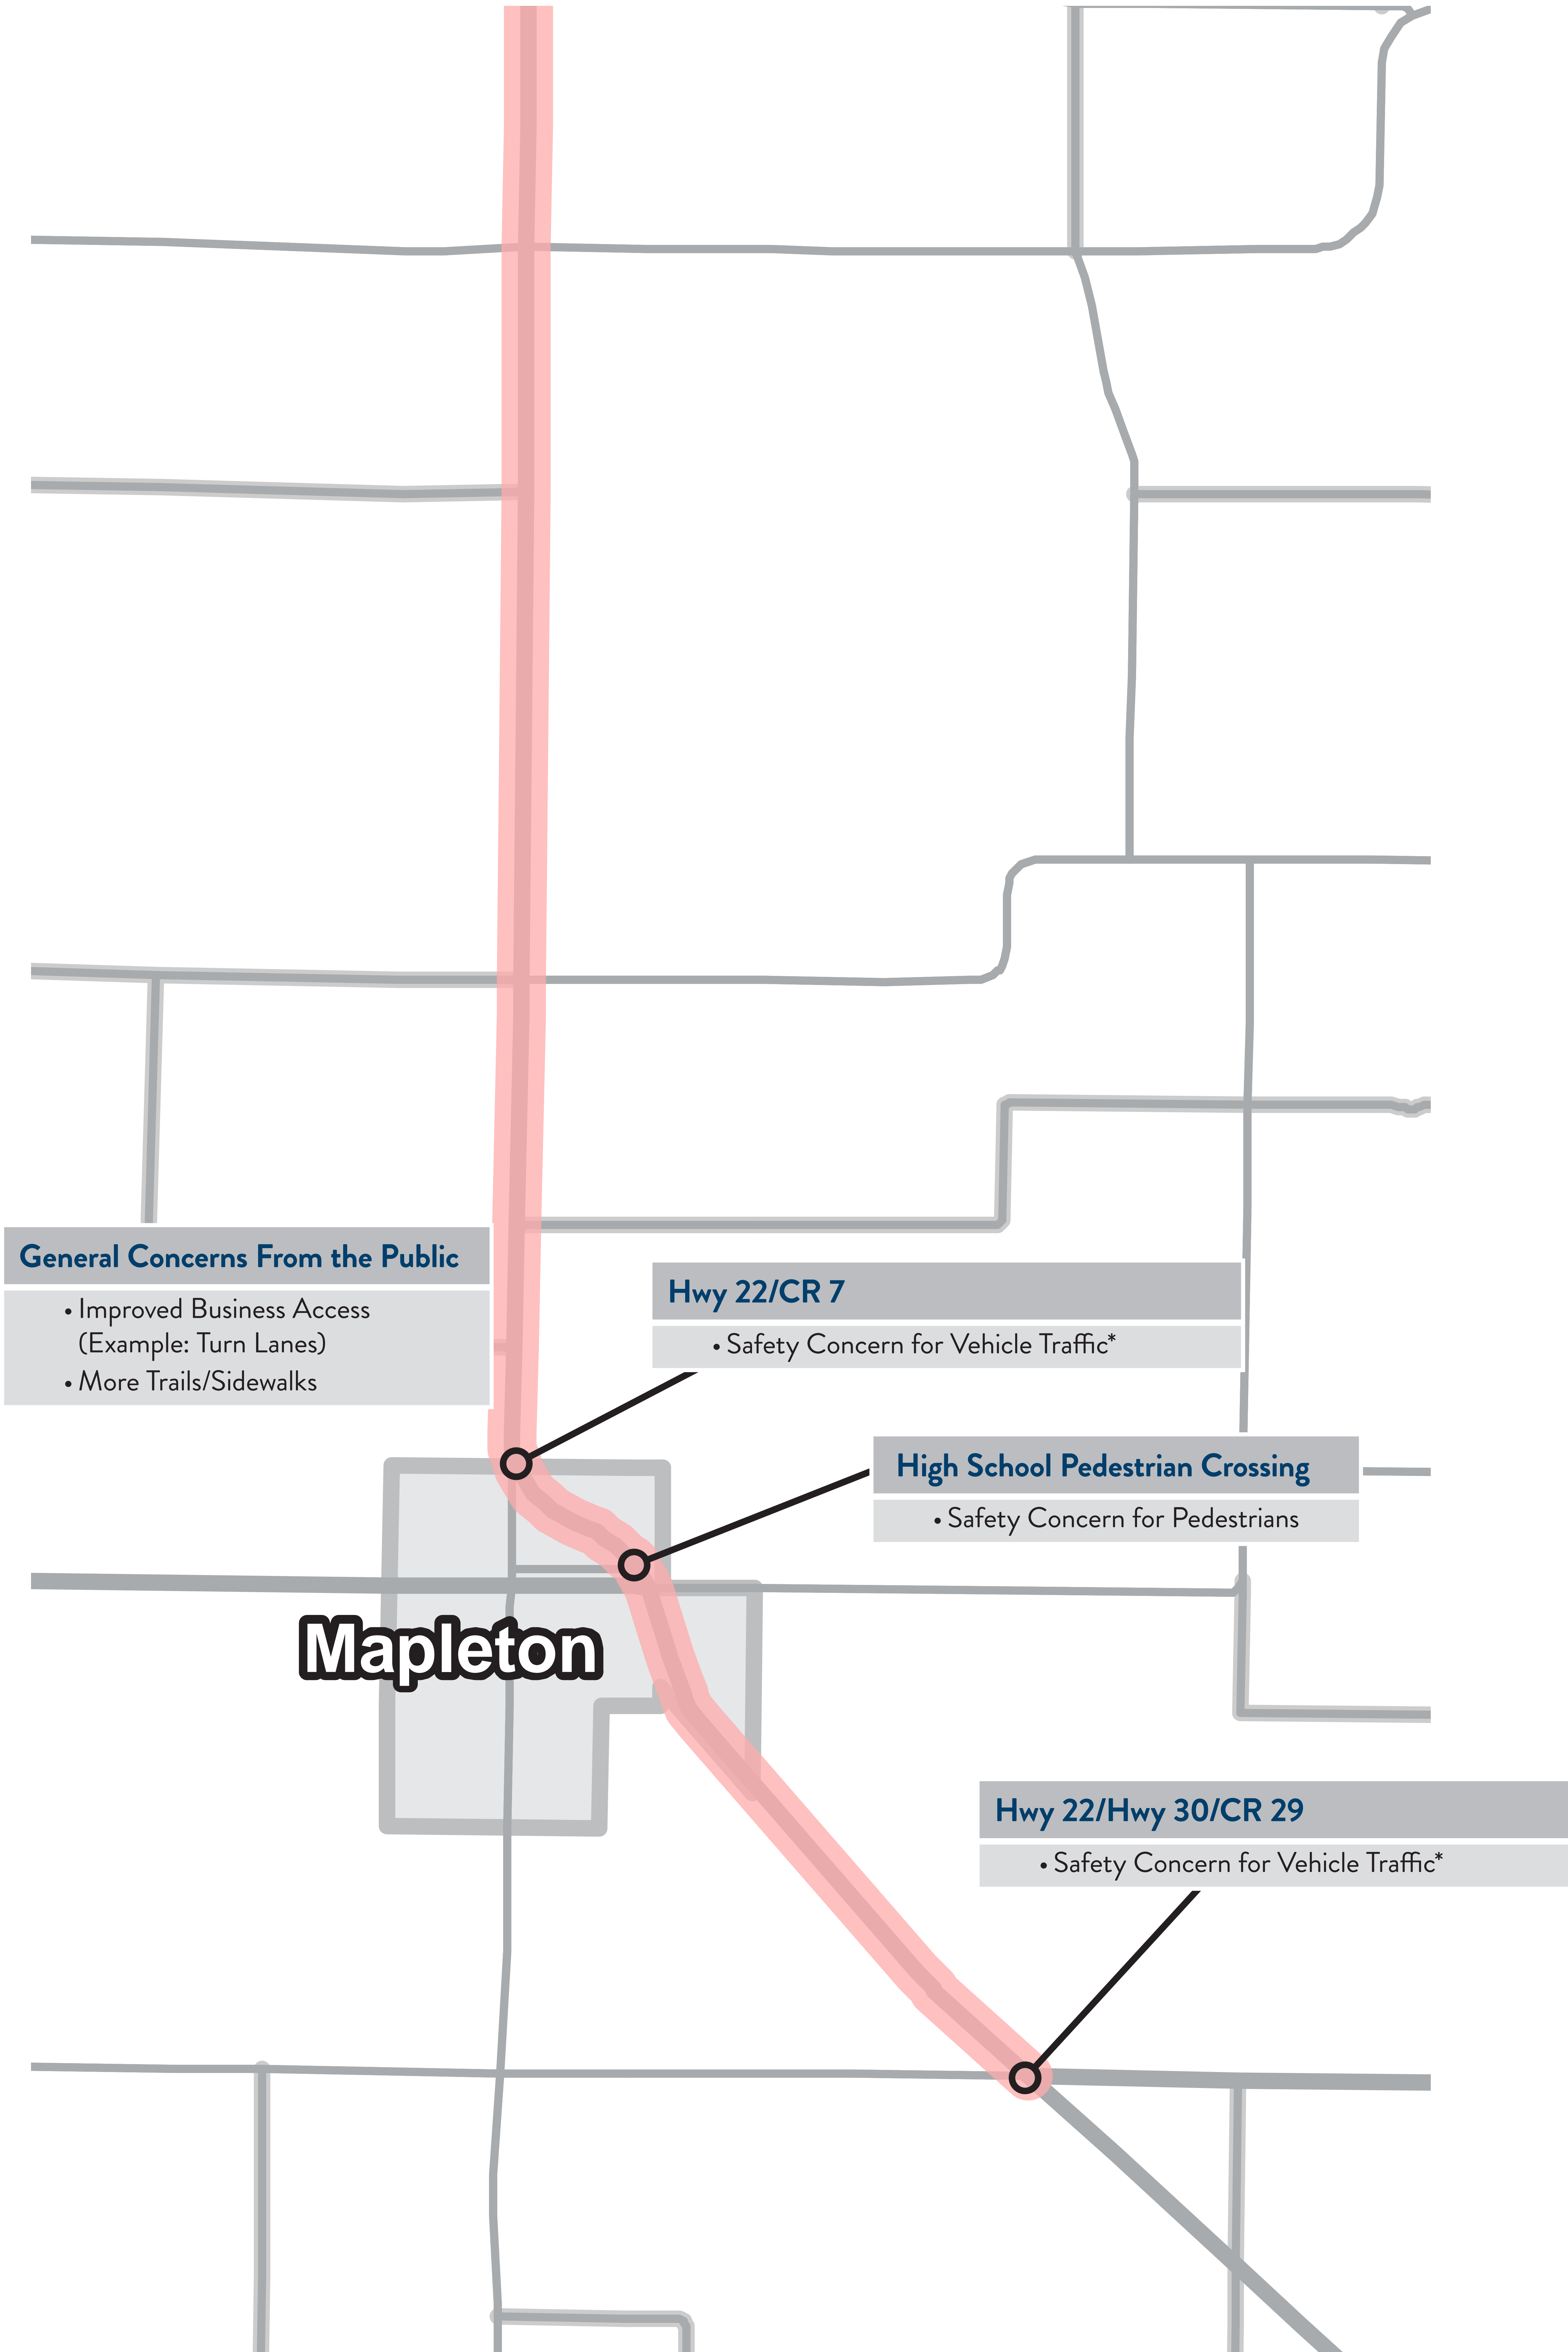 General Concerns From the Public
• Improved Business Access
(Example: Turn Lanes)
• More Trails/Sidewalks
Hwy 22/CR 7
• Safety Concern for Vehicle Traffic*
High School Pedestrian Crossing
• Safety Concern for Pedestrians
Mapleton
Hwy 22/Hwy 30/CR 29
• Safety Concern for Vehicle Traffic*